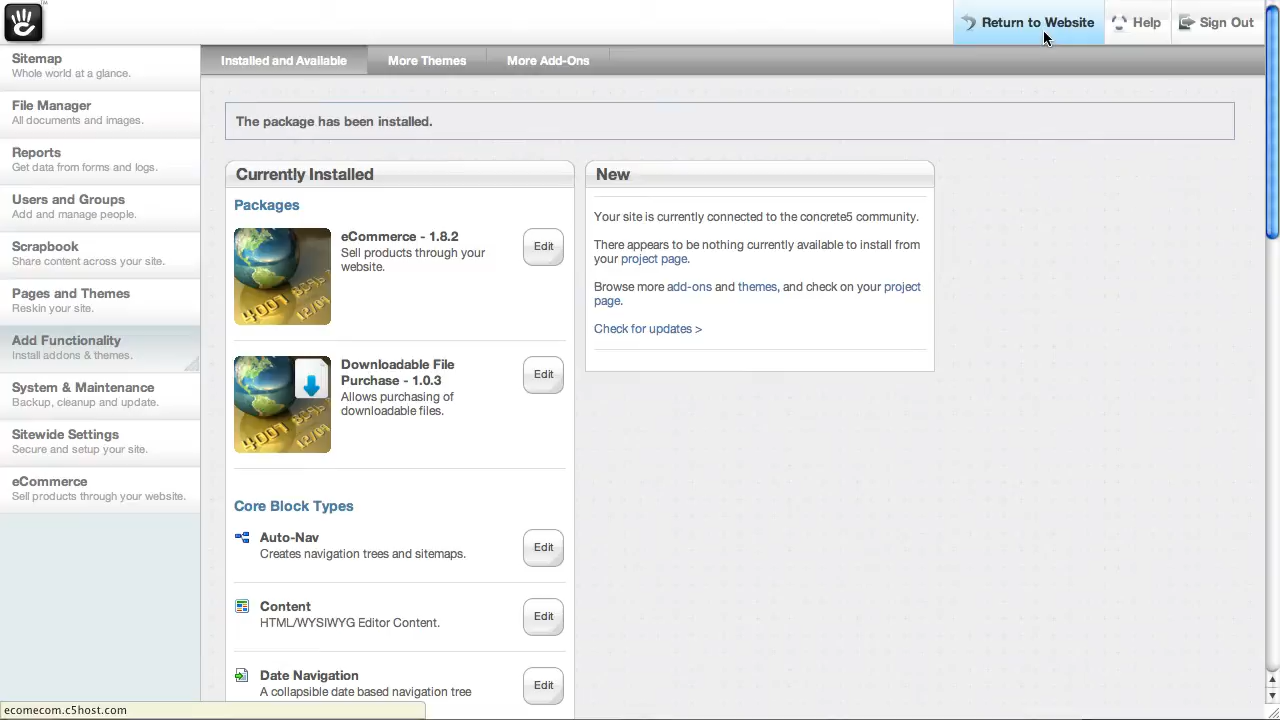 Return to Website
Help
Sign Out
Sitemap
Whole world at a glance.
File Manager
All documents and images.
Reports
Get data from forms and logs.
Users and Groups
Add and manage people.
Scrapbook
Share content across your site.
Pages and Themes
Reskin your site.
Add Functionality
Install addons & themes.
System & Maintenance
Backup, cleanup and update.
Sitewide Settings
Secure and setup your site.
eCommerce
Sell products through your website.
Installed and Available
More Themes
More Add-Ons
The package has been installed.
Currently Installed
Packages
eCommerce - 1.8.2
Sell products through your
website.
Edit
Downloadable File
Purchase - 1.0.3
Allows purchasing of
downloadable files.
Edit
Core Block Types
Auto-Nav
Creates navigation trees and sitemaps.
Edit
Content
HTML/WYSIWYG Editor Content.
Edit
Date Navigation
A collapsible date based navigation tree
Edit
New
Your site is currently connected to the concrete5 community.
There appears to be nothing currently available to install from
your project page.
Browse more add-ons and themes, and check on your project
page.
Check for updates >
ecomecom.c5host.com